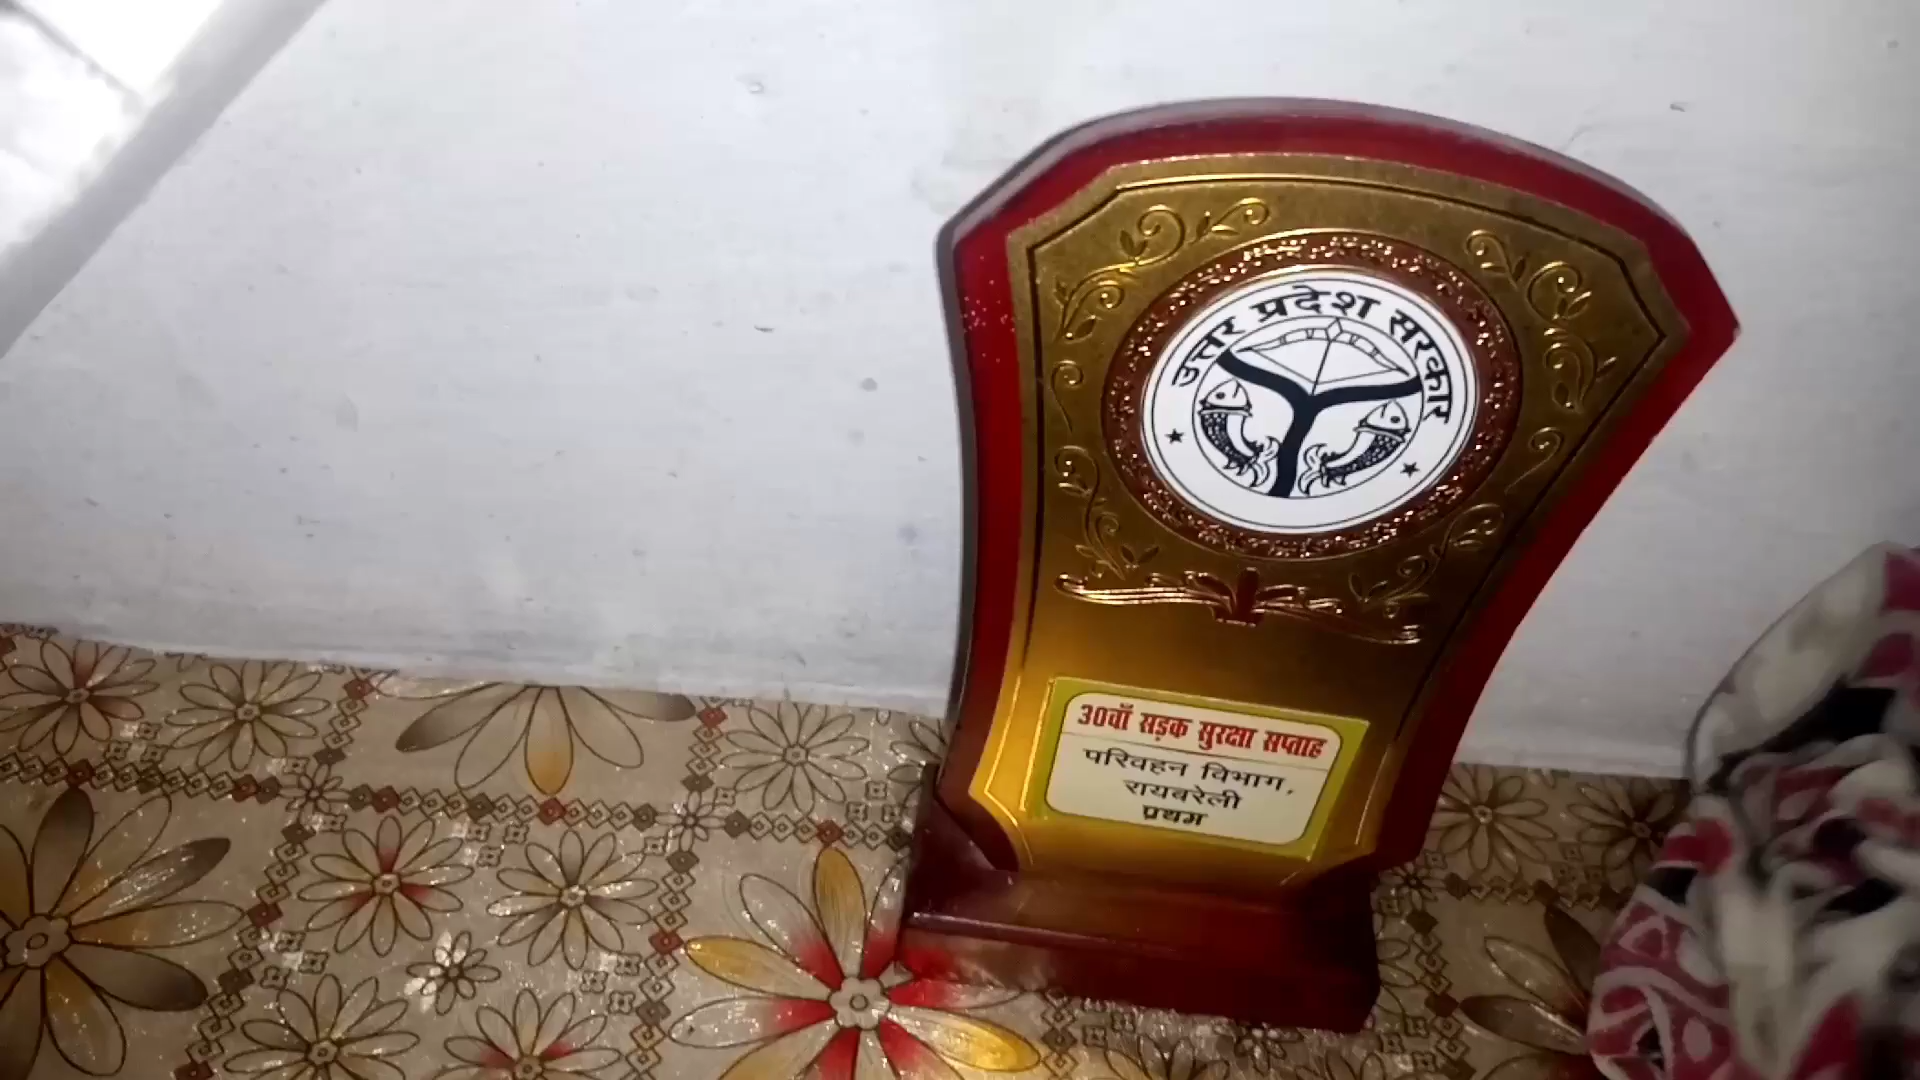 उत्तर प्रदेश सरकार
30वाँ सड़क सुरक्षा सप्ताह
परिवहन विभाग,
रायबरेली
प्रथम